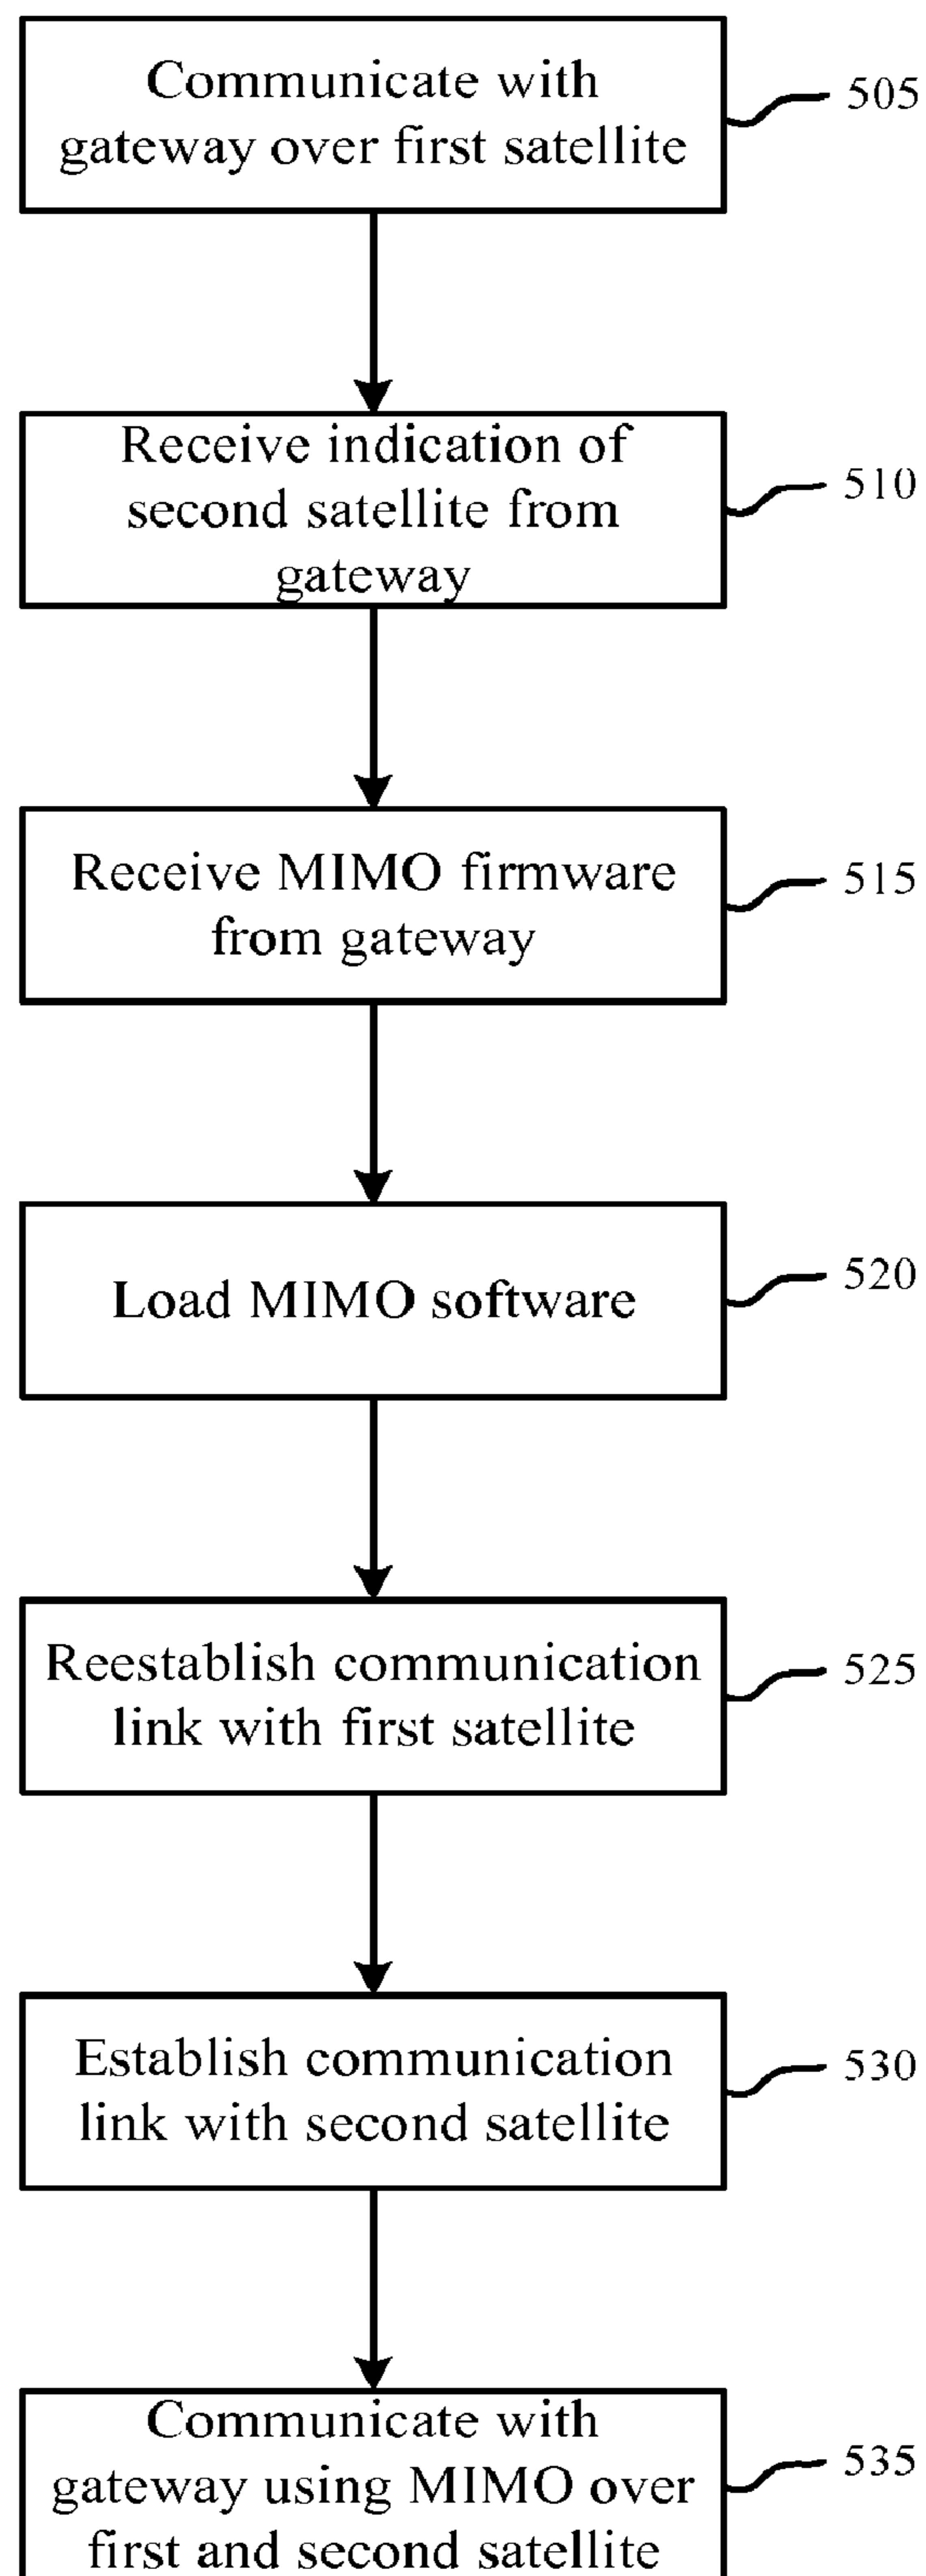 Communicate with
gateway over first satellite
505
Receive indication of
second satellite from
gateway
510
Receive MIMO firmware
from gateway
515
Load MIMO software
520
Reestablish communication
link with first satellite
525
Establish communication
link with second satellite
530
Communicate with
gateway using MIMO over
first and second satellite
535